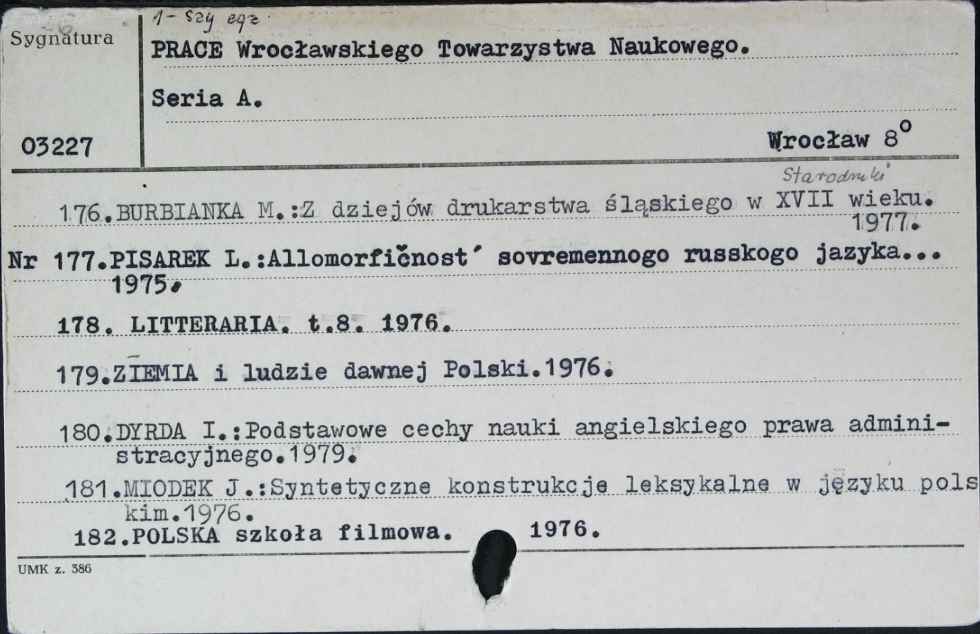 1-szy egz
Sygnatura
PRACE Wrocławskiego Towarzystwa Naukowego.
Seria A.
03227
Wrocław 8°
Starodruki
176.BURBIANKA M.:Z dziejów drukarstwa śląskiego w XVII wieku.
1977.
Nr 177.PISAREK L.:Allomorfičnost´ sovremennogo russkogo jazyka...
1975.
178. LITTERARIA. t.8. 1976.
179.ZIEMIA i ludzie dawnej Polski.1976.
180.DYRDA I.:Podstawowe cechy nauki angielskiego prawa admini-
stracyjnego.1979.
181.MIODEK J.:Syntetyczne konstrukcje leksykalne w języku pols
kim.1976.
182.POLSKA szkoła filmowa. 1976.
UMK z. 386